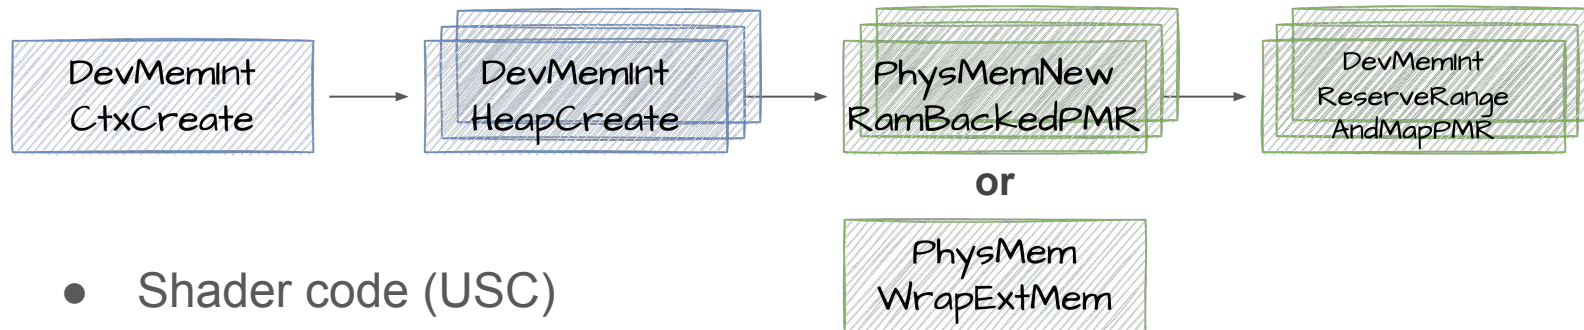 DevMemInt
CtxCreate
DevMemInt
HeapCreate
PhysMemNew
RamBackedPMR
DevMemInt
ReserveRange
AndMapPMR
or
PhysMem
WrapExtMem
● Shader code (USC)